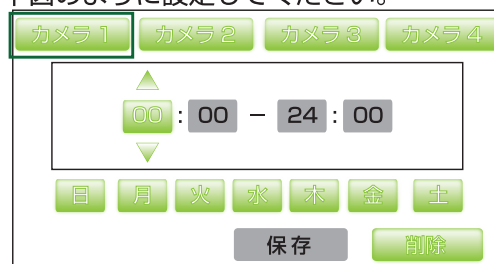 下図のように設定してください。
カメラ1 カメラ2 カメラ3 カメラ4
00 : 00 － 24 : 00
日 月 火 水 木 金 土
保存 削除